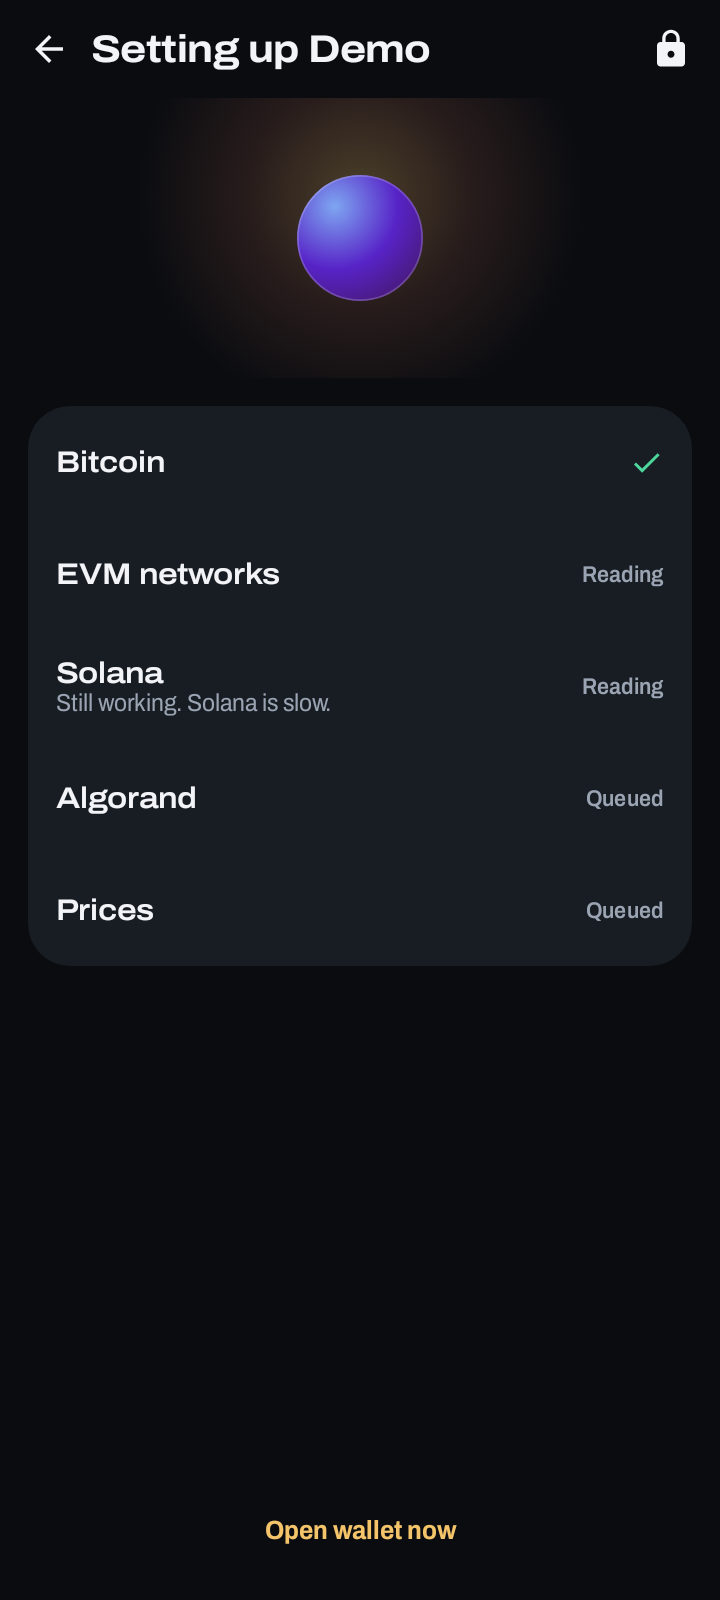 Setting up Demo
Bitcoin
EVM networks
Reading
Solana
Still working. Solana is slow.
Reading
Algorand
Queued
Prices
Queued
Open wallet now